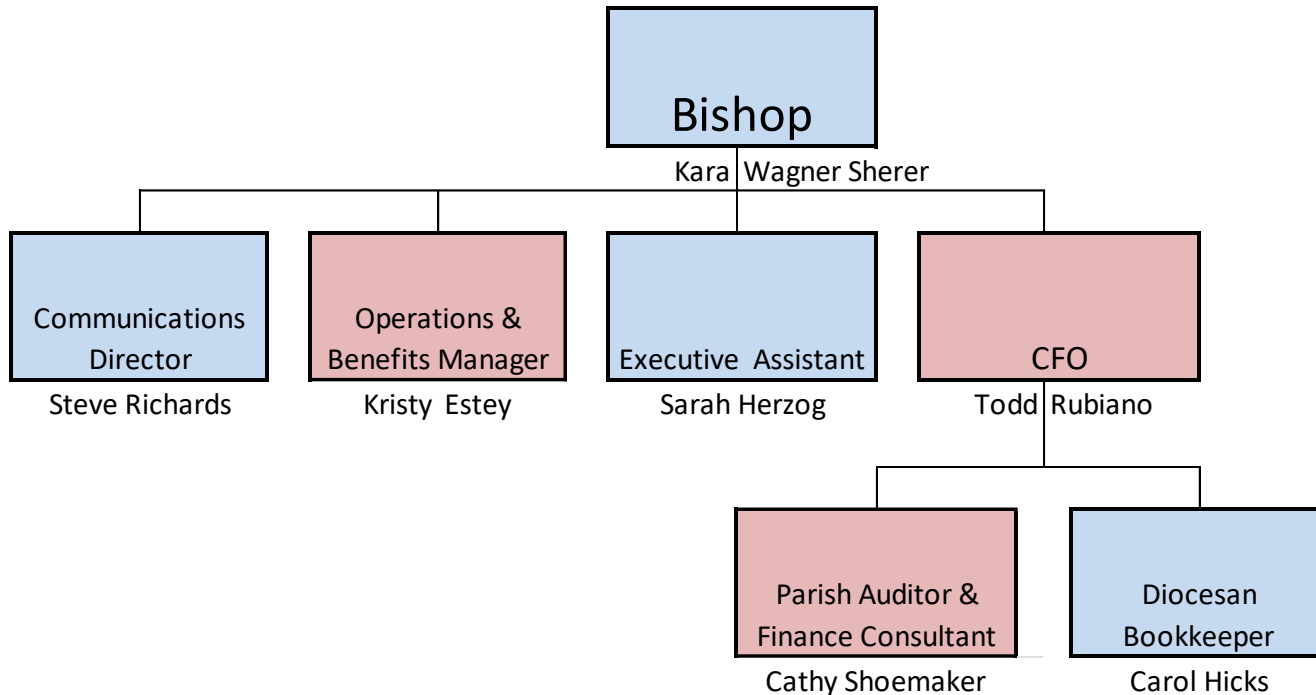 Bishop
Kara Wagner Sherer
Communications
Director
Steve Richards
Operations &
Benefits Manager
Kristy Estey
Executive Assistant
Sarah Herzog
CFO
Todd Rubiano
Parish Auditor &
Finance Consultant
Cathy Shoemaker
Diocesan
Bookkeeper
Carol Hicks